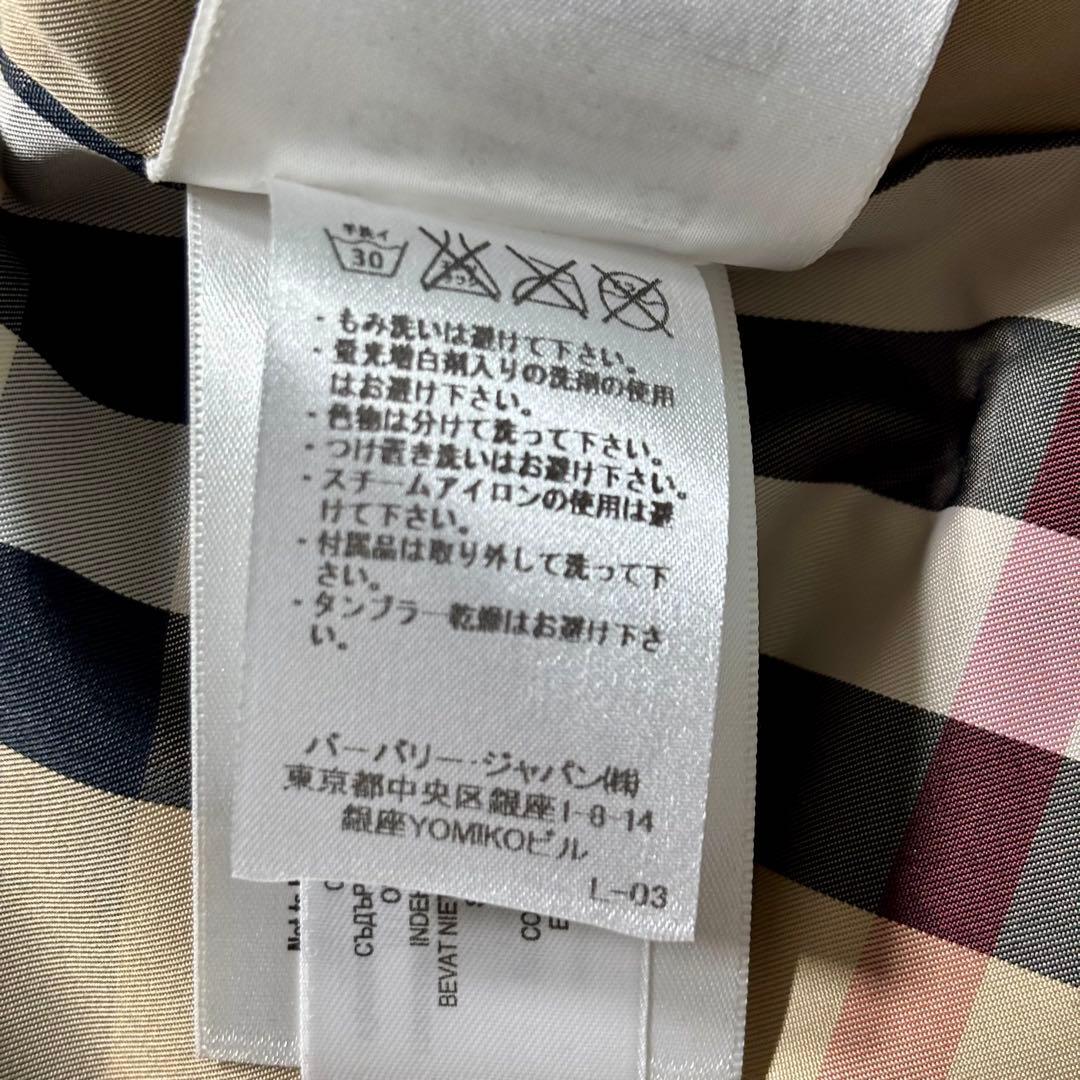 手洗イ
30
・もみ洗いは避けて下さい。
・蛍光増白剤入りの洗剤の使用
はお避け下さい。
・色物は分けて洗って下さい。
・つけ置き洗いはお避け下さい。
・スチームアイロンの使用は避
けて下さい。
・付属品は取り外して洗って下
さい。
・タンブラー乾燥はお避け下さ
い。
バーバリー・ジャパン(株)
東京都中央区銀座1-8-14
銀座YOMIKOビル
L-03
BEVAT NIE